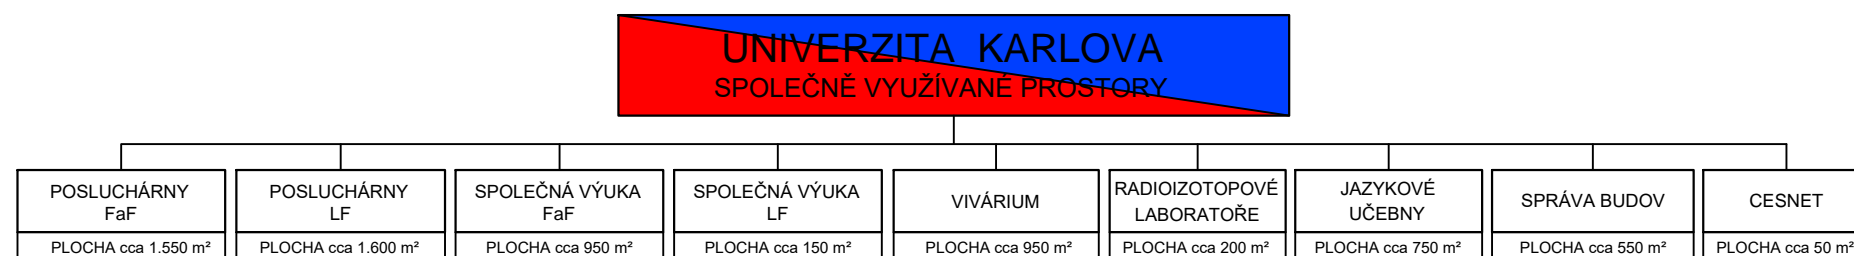 UNIVERZITA KARLOVA
SPOLEČNĚ VYUŽÍVANÉ PROSTORY
POSLUCHÁRNY
FaF
PLOCHA cca 1.550 m²
POSLUCHÁRNY
LF
PLOCHA cca 1.600 m²
SPOLEČNÁ VÝUKA
FaF
PLOCHA cca 950 m²
SPOLEČNÁ VÝUKA
LF
PLOCHA cca 150 m²
VIVÁRIUM
PLOCHA cca 950 m²
RADIOIZOTOPOVÉ
LABORATOŘE
PLOCHA cca 200 m²
JAZYKOVÉ
UČEBNY
PLOCHA cca 750 m²
SPRÁVA BUDOV
PLOCHA cca 550 m²
CESNET
PLOCHA cca 50 m²